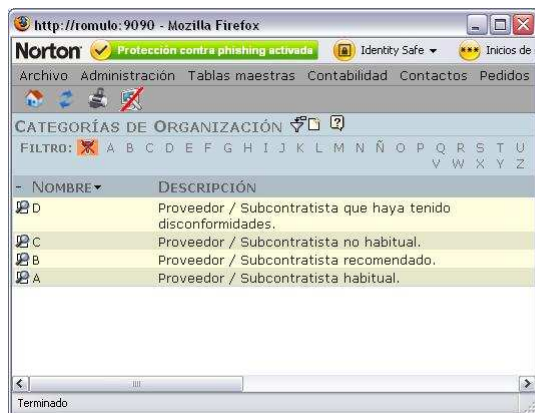 http://romulo:9090 - Mozilla Firefox
Norton Protección contra phishing activada Identity Safe Inicios de
Archivo Administración Tablas maestras Contabilidad Contactos Pedidos
CATEGORÍAS DE ORGANIZACIÓN
FILTRO: A B C D E F G H I J K L M N Ñ O P Q R S T U
V W X Y Z
- NOMBRE DESCRIPCIÓN
D Proveedor / Subcontratista que haya tenido
disconformidades.
C Proveedor / Subcontratista no habitual.
B Proveedor / Subcontratista recomendado.
A Proveedor / Subcontratista habitual.
Terminado